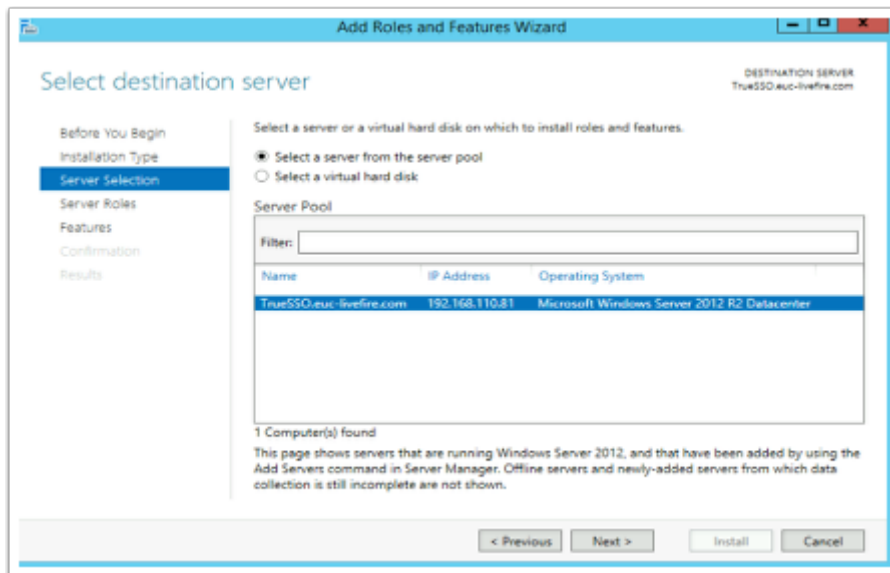 Add Roles and Features Wizard
Select destination server
DESTINATION SERVER
TrueSSO.euc-livefire.com
Before You Begin
Installation Type
Server Selection
Server Roles
Features
Confirmation
Results
Select a server or a virtual hard disk on which to install roles and features.
Select a server from the server pool
Select a virtual hard disk
Server Pool
Filter:
Name IP Address Operating System
TrueSSO.euc-livefire.com 192.168.110.81 Microsoft Windows Server 2012 R2 Datacenter
1 Computer(s) found
This page shows servers that are running Windows Server 2012, and that have been added by using the
Add Servers command in Server Manager. Offline servers and newly-added servers from which data
collection is still incomplete are not shown.
< Previous Next > Install Cancel